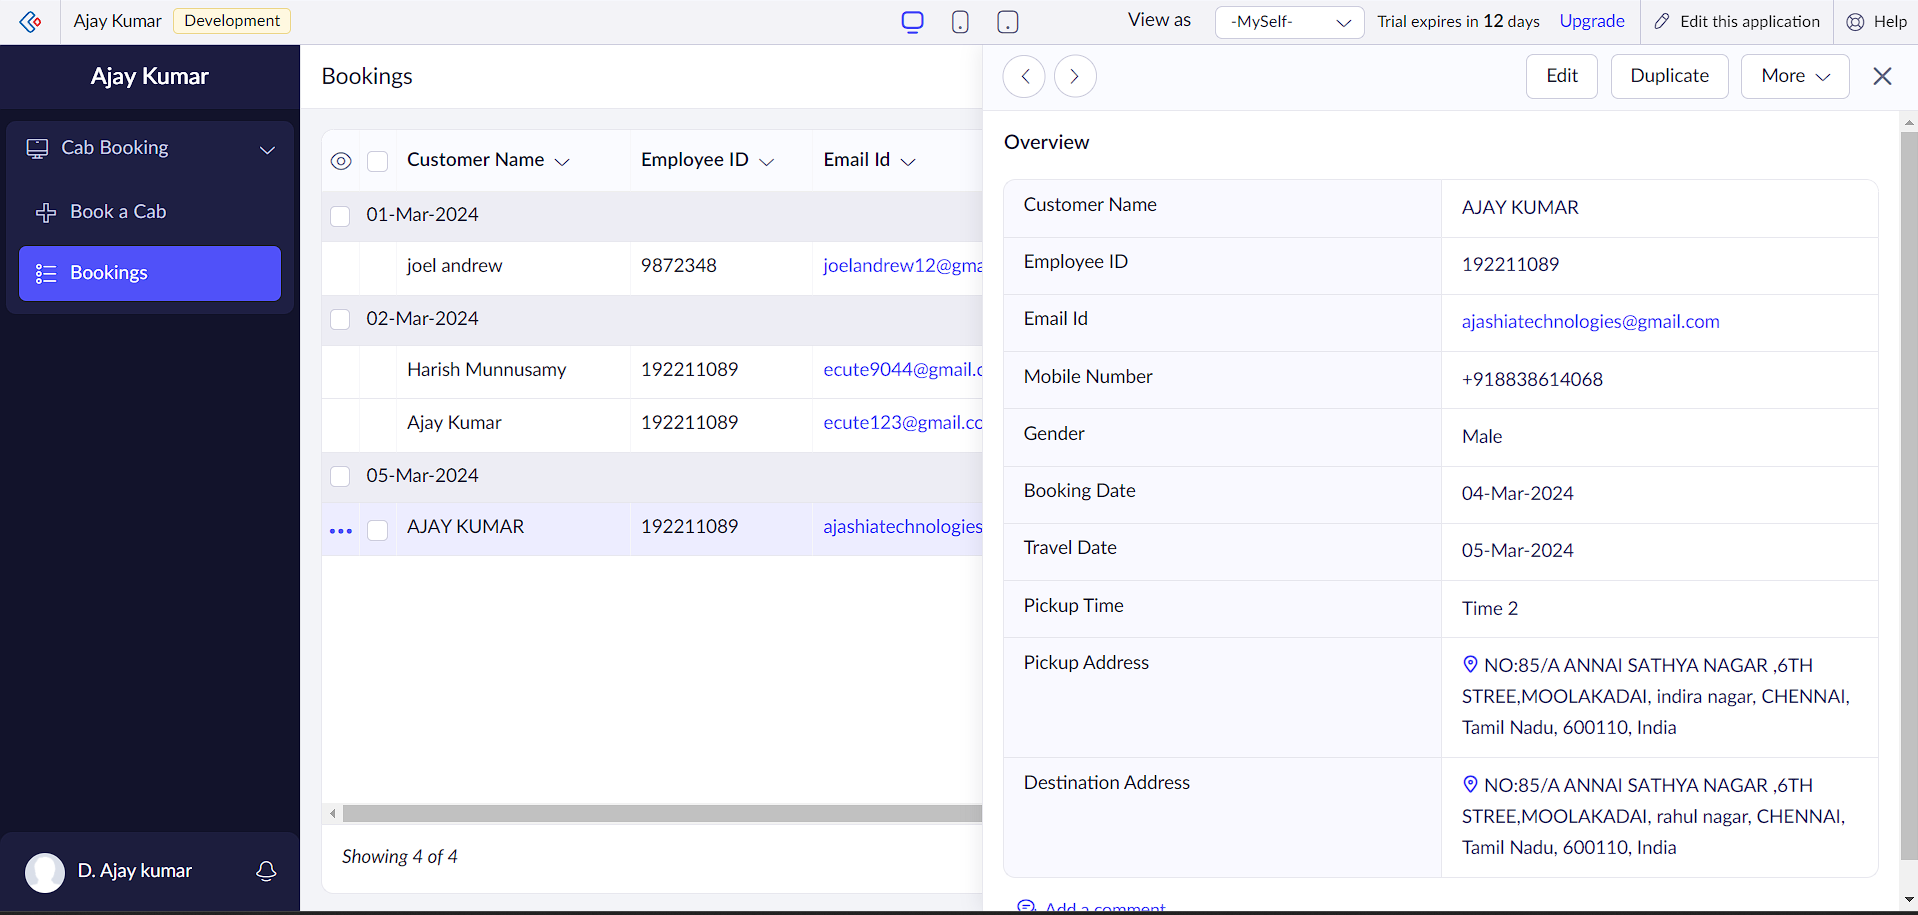 Ajay Kumar Development View as -MySelf- Trial expires in 12 days Upgrade Edit this application Help
Ajay Kumar
Cab Booking
Book a Cab
Bookings
D. Ajay kumar
Bookings
Customer Name Employee ID Email Id
01-Mar-2024
joel andrew 9872348 joelandrew12@gma
02-Mar-2024
Harish Munnusamy 192211089 ecute9044@gmail.c
Ajay Kumar 192211089 ecute123@gmail.co
05-Mar-2024
AJAY KUMAR 192211089 ajashiatechnologies
Showing 4 of 4
Edit Duplicate More
Overview
Customer Name AJAY KUMAR
Employee ID 192211089
Email Id ajashiatechnologies@gmail.com
Mobile Number +918838614068
Gender Male
Booking Date 04-Mar-2024
Travel Date 05-Mar-2024
Pickup Time Time 2
Pickup Address NO:85/A ANNAI SATHYA NAGAR ,6TH
STREE,MOOLAKADAI, indira nagar, CHENNAI,
Tamil Nadu, 600110, India
Destination Address NO:85/A ANNAI SATHYA NAGAR ,6TH
STREE,MOOLAKADAI, rahul nagar, CHENNAI,
Tamil Nadu, 600110, India
Add a comment